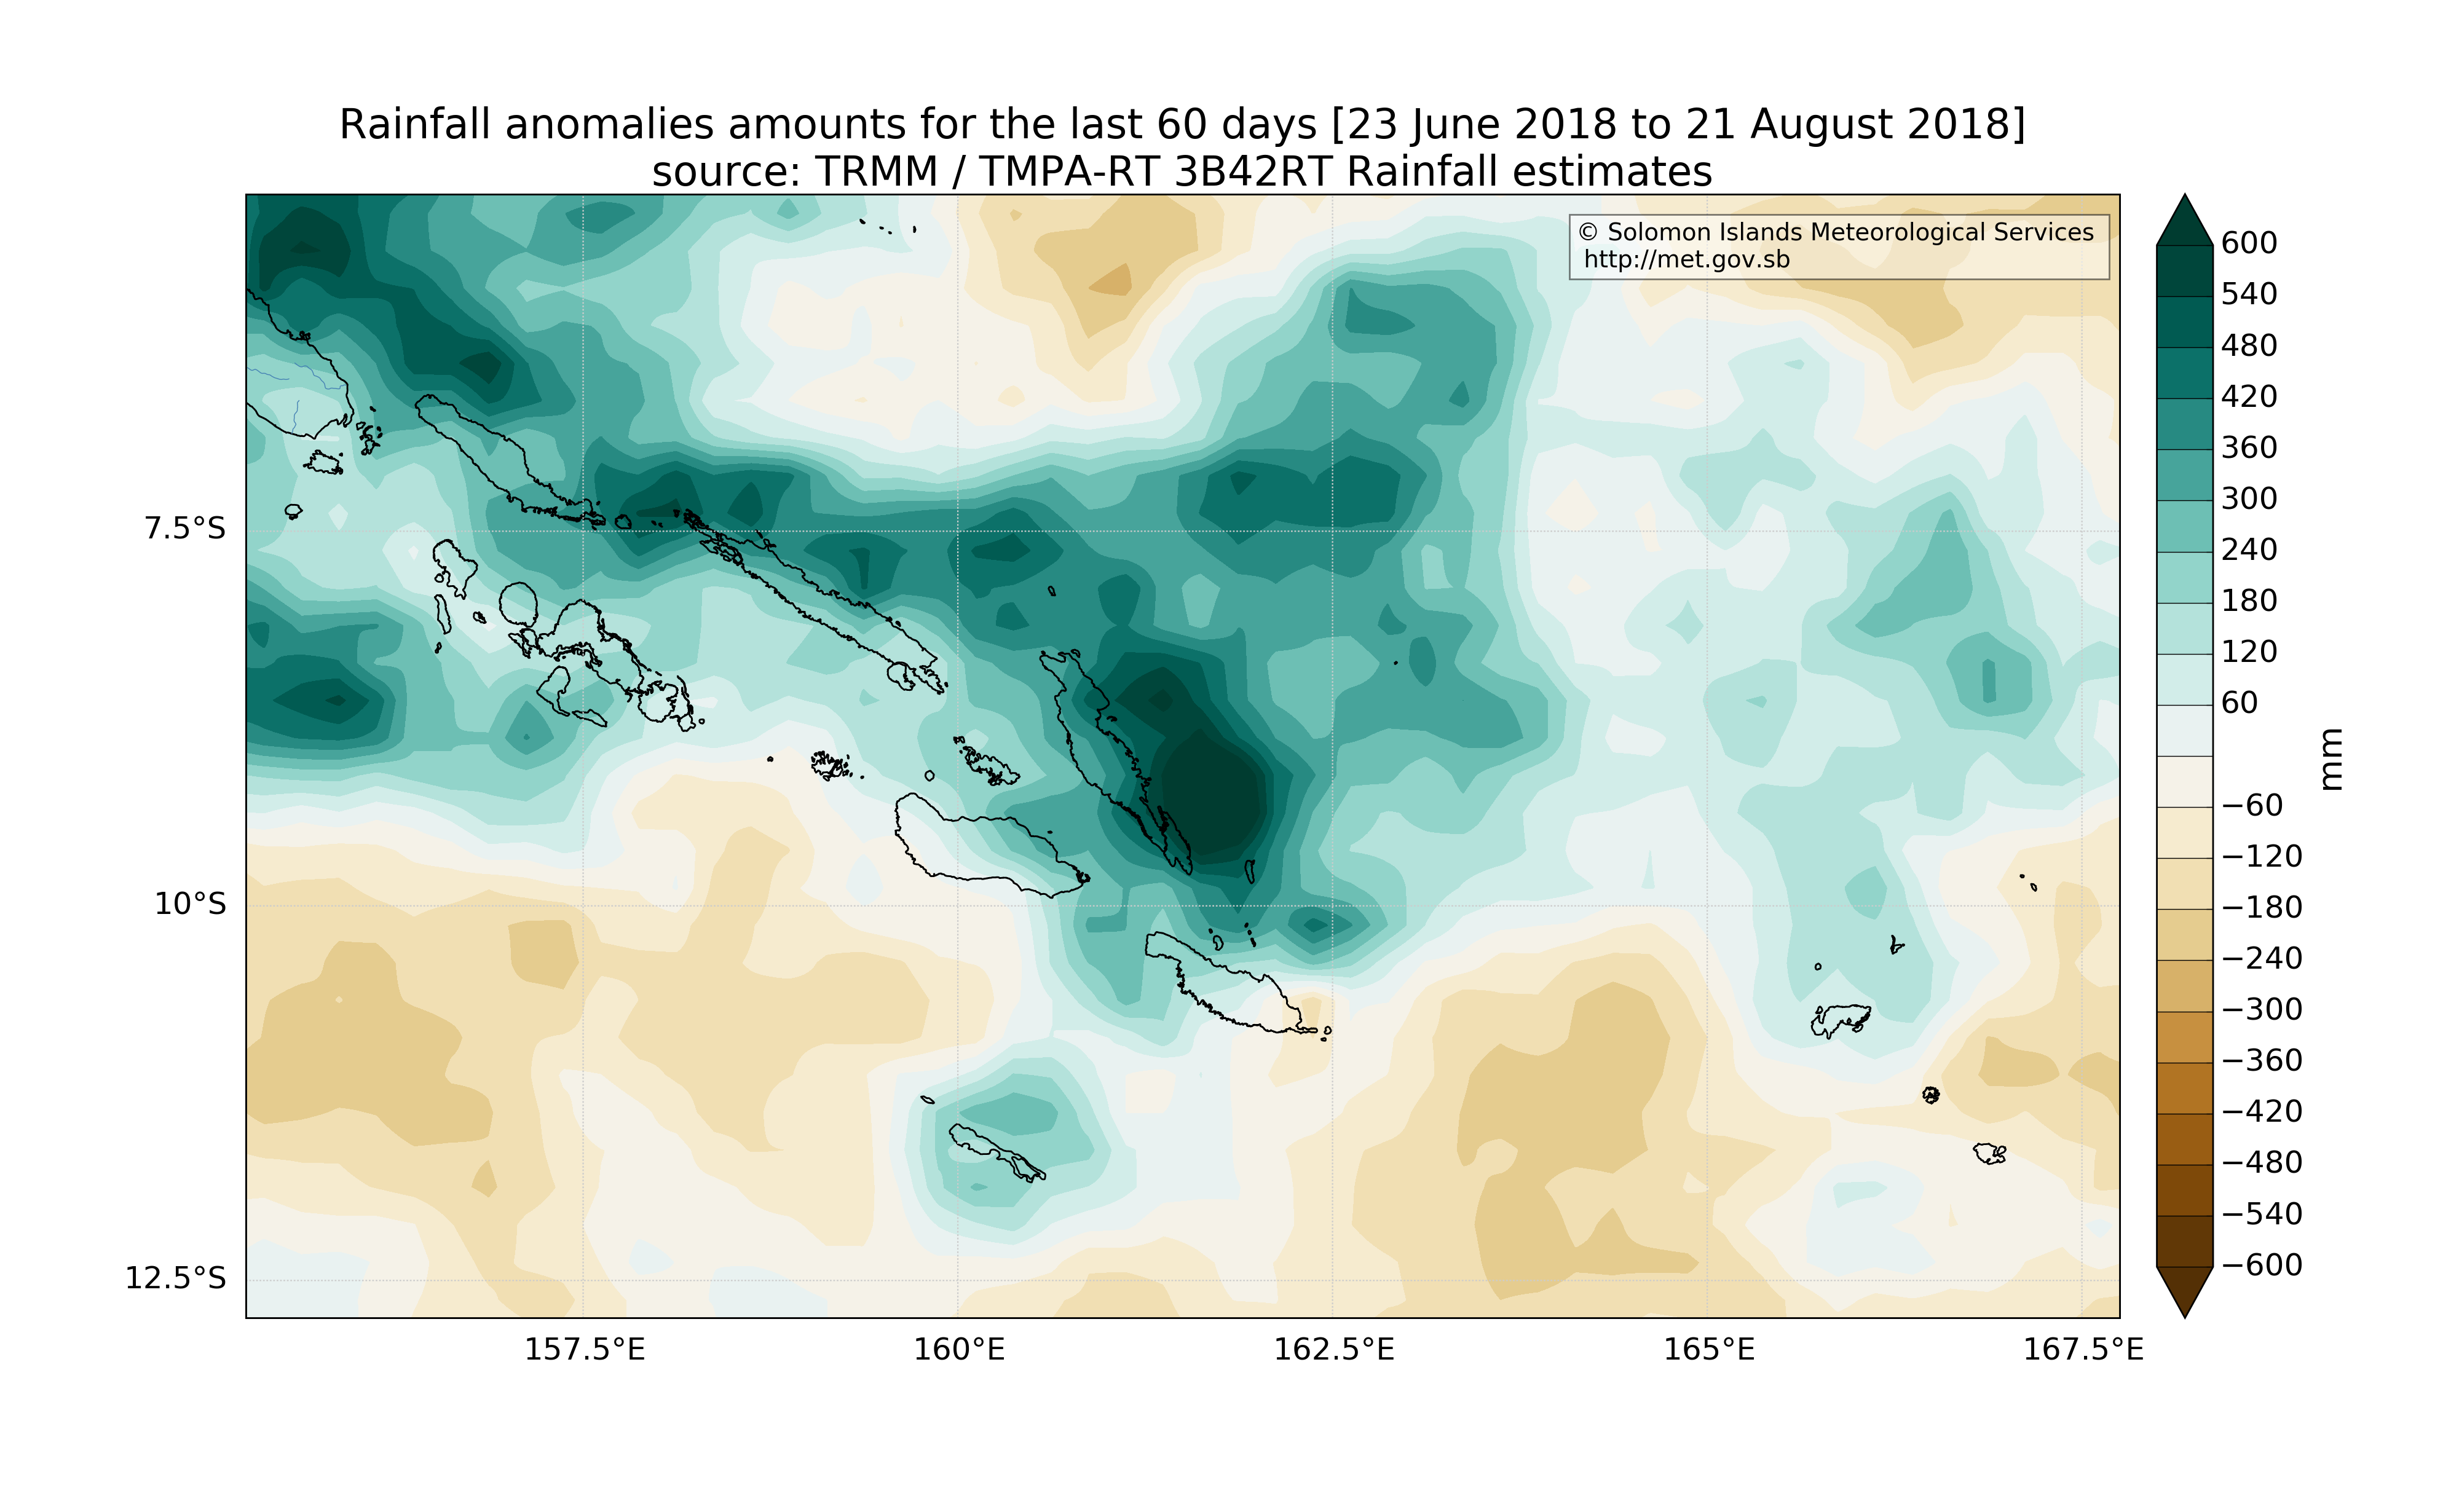 Rainfall anomalies amounts for the last 60 days [23 June 2018 to 21 August 2018]
source: TRMM / TMPA-RT 3B42RT Rainfall estimates
© Solomon Islands Meteorological Services
http://met.gov.sb
7.5°S
10°S
12.5°S
157.5°E
160°E
162.5°E
165°E
167.5°E
600
540
480
420
360
300
240
180
120
60
−60
−120
−180
−240
−300
−360
−420
−480
−540
−600
mm